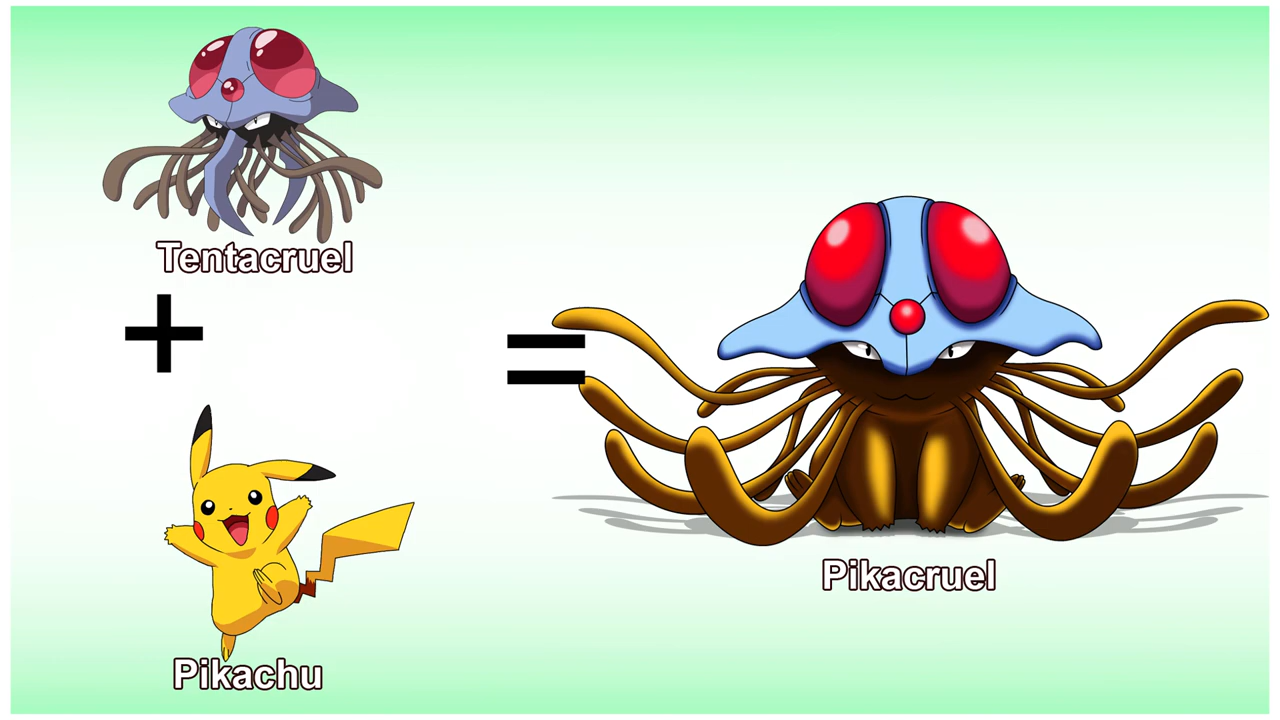 Tentacruel
+
=
Pikachu
Pikacruel